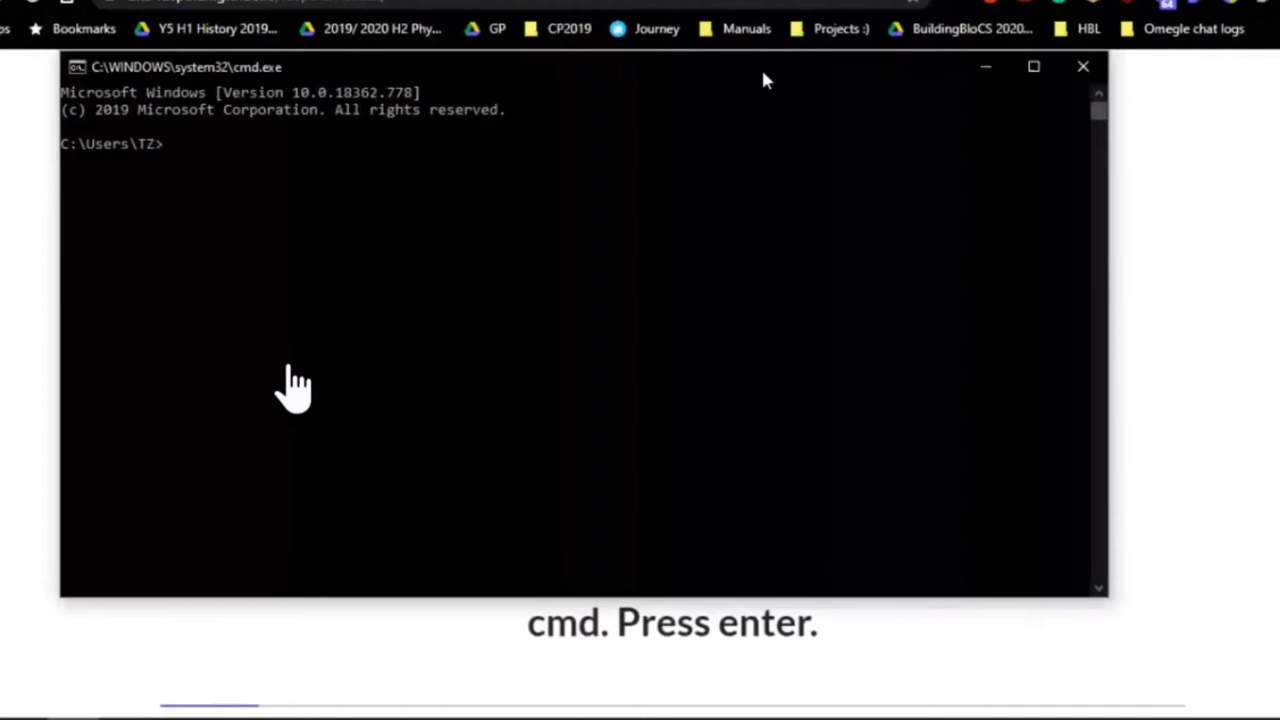 Bookmarks Y5 H1 History 2019... 2019/ 2020 H2 Phy... GP CP2019 Journey Manuals Projects :) BuildingBloCS 2020... HBL Omegle chat logs
C:\WINDOWS\system32\cmd.exe
Microsoft Windows [Version 10.0.18362.778]
(c) 2019 Microsoft Corporation. All rights reserved.
C:\Users\TZ>
cmd. Press enter.